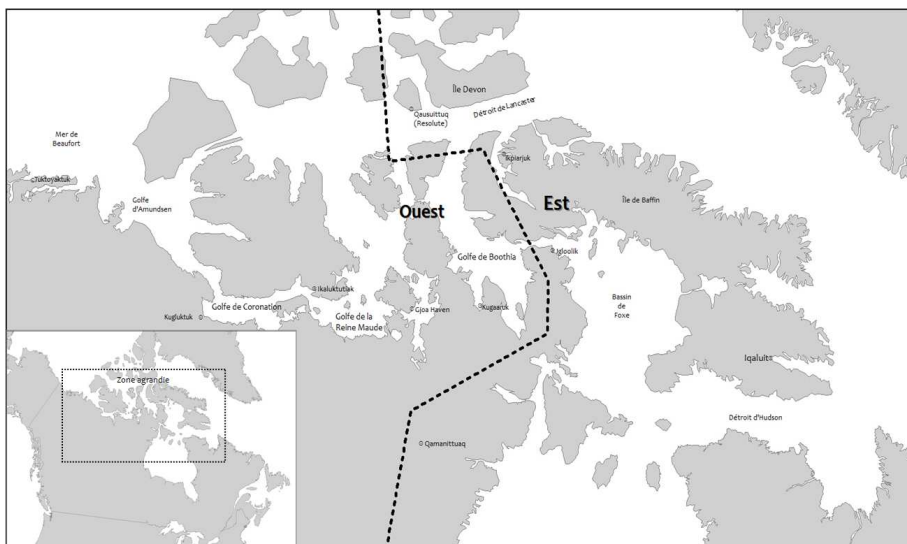 Île Devon
Détroit de Lancaster
Qausuittuq
(Resolute)
Mer de
Beaufort
Ikpiarjuk
Tuktoyaktuk
Golfe
d'Amundsen
Ouest
Est
Île de Baffin
Golfe de Boothia
Igloolik
Ikaluktutiak
Bassin
de
Foxe
Golfe de Coronation
Gjoa Haven
Kugaaruk
Kugluktuk
Golfe de la
Reine Maude
Iqaluit
Zone agrandie
Détroit d'Hudson
Qamanittuaq